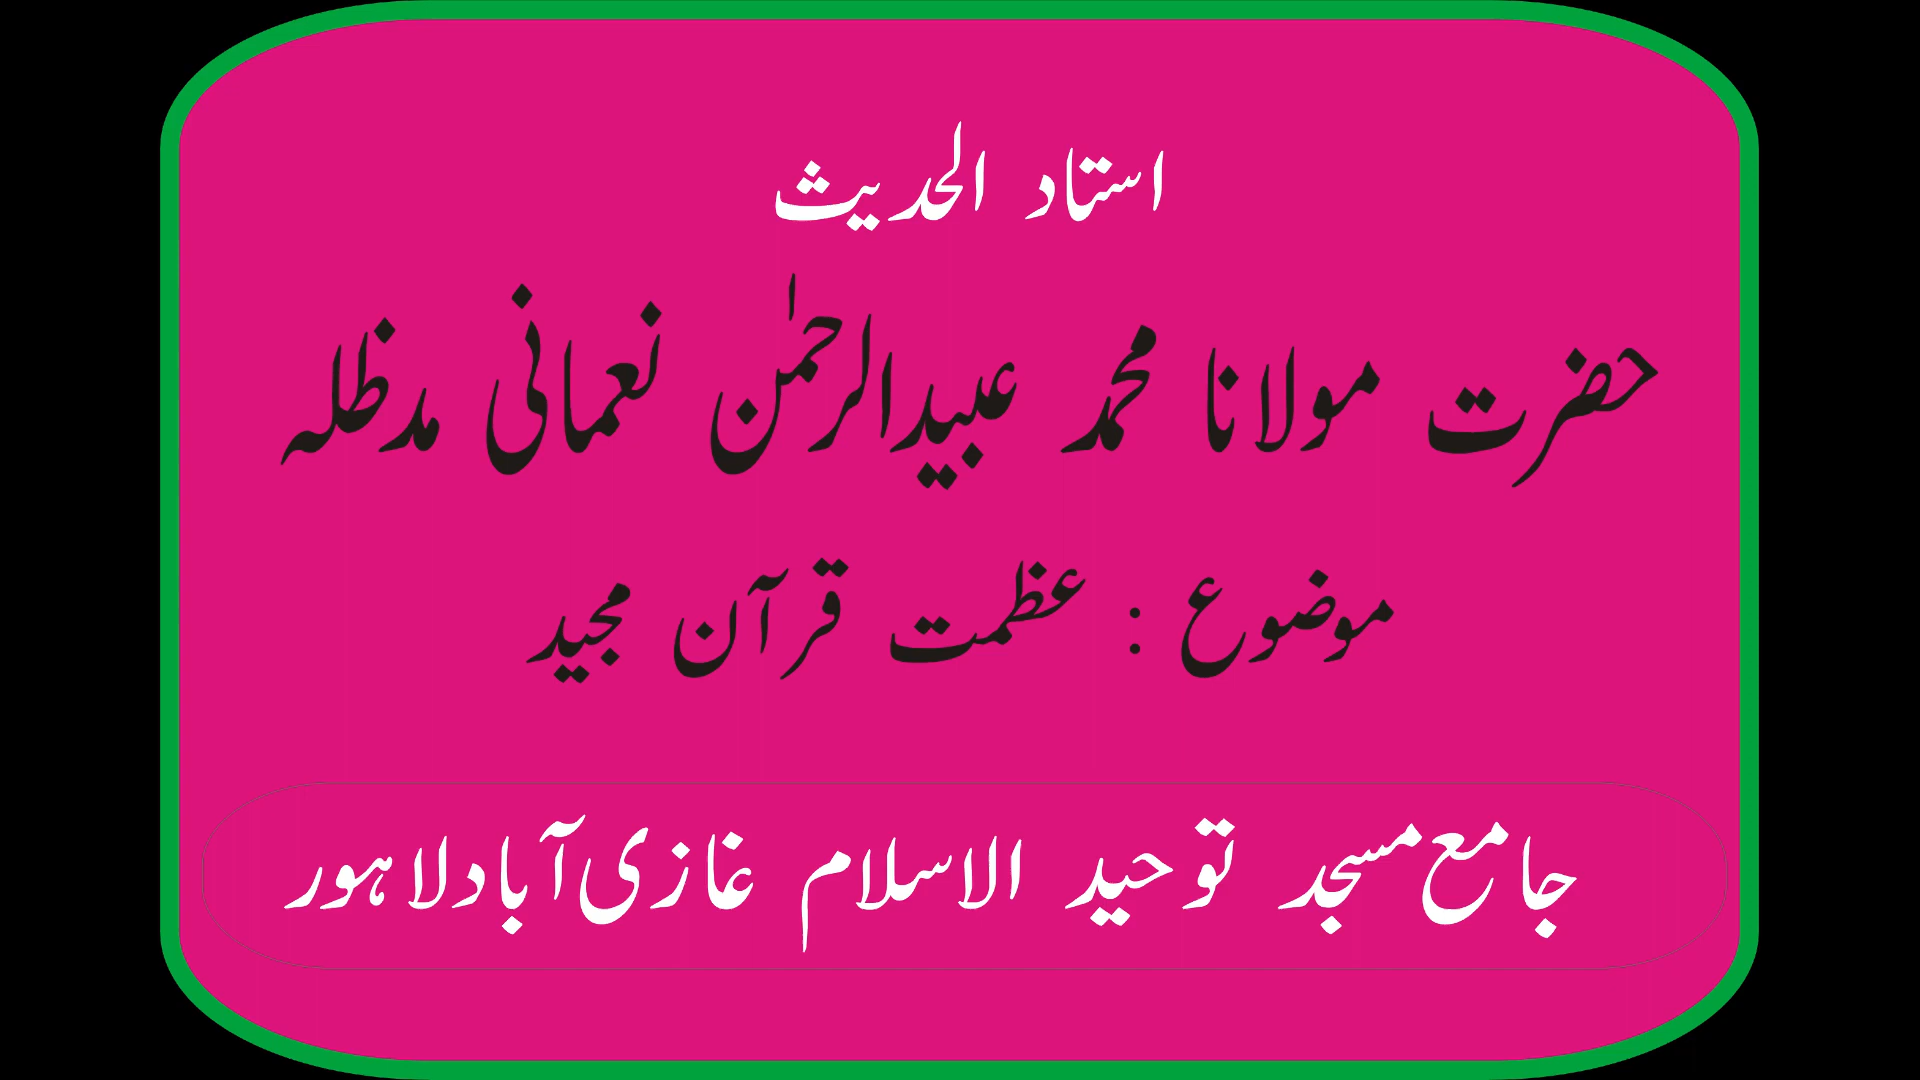 استاد الحدیث
حضرت مولانا محمد عبیدالرحمٰن نعمانی مدظلہ
موضوع : عظمت قرآن مجید
جامع مسجد توحید الاسلام غازی آباد لاہور